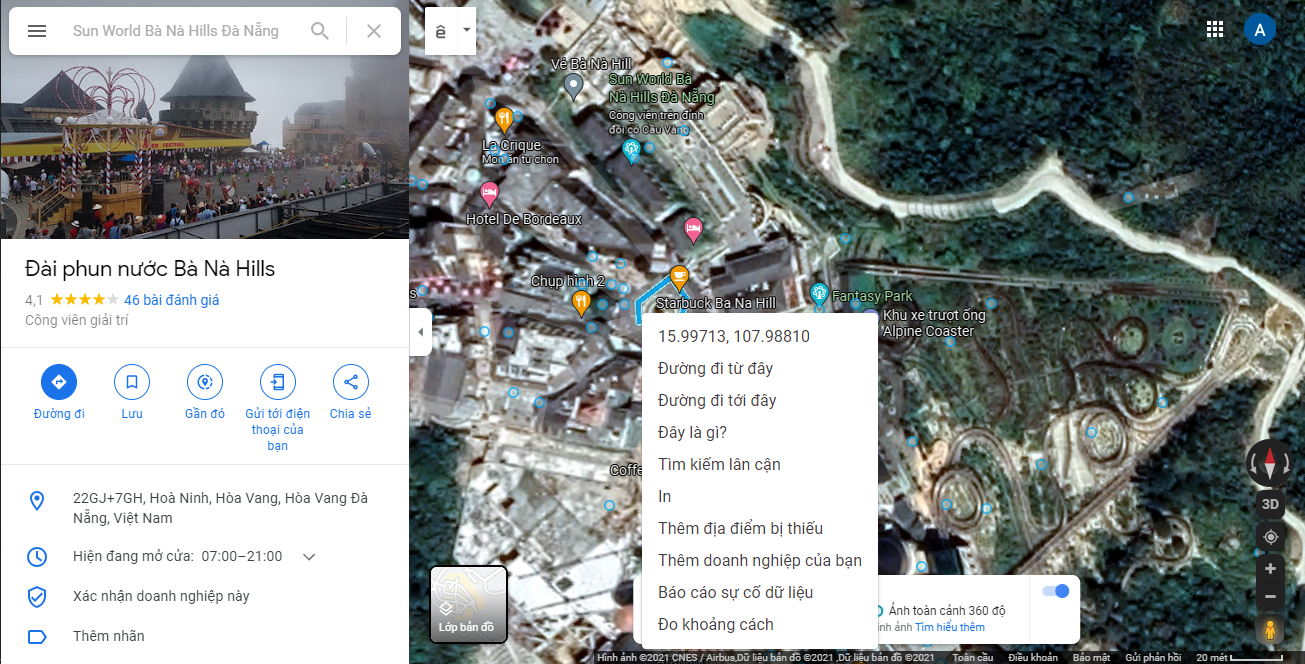 Sun World Bà Nà Hills Đà Nẵng
ê
A
Đài phun nước Bà Nà Hills
4,1 46 bài đánh giá
Công viên giải trí
Đường đi
Lưu
Gần đó
Gửi tới điện
thoại của
bạn
Chia sẻ
22GJ+7GH, Hoà Ninh, Hòa Vang, Hòa Vang Đà
Nẵng, Việt Nam
Hiện đang mở cửa: 07:00–21:00
Xác nhận doanh nghiệp này
Thêm nhãn
Vé Bà Nà Hill
Sun World Bà
Nà Hills Đà Nẵng
Công viên trên đỉnh
đồi có Cầu Vàng
La Crique
Món ăn tự chọn
Hotel De Bordeaux
Chụp hình 2
Starbuck Ba Na Hill
Fantasy Park
Khu xe trượt ống
Alpine Coaster
s
Coffe
15.99713, 107.98810
Đường đi từ đây
Đường đi tới đây
Đây là gì?
Tìm kiếm lân cận
In
Thêm địa điểm bị thiếu
Thêm doanh nghiệp của bạn
Báo cáo sự cố dữ liệu
Đo khoảng cách
Lớp bản đồ
Ảnh toàn cảnh 360 độ
ình ảnh Tìm hiểu thêm
3D
+
−
Hình ảnh ©2021 CNES / Airbus,Dữ liệu bản đồ ©2021 ,Dữ liệu bản đồ ©2021 Toàn cầu Điều khoản Bảo mật Gửi phản hồi 20 mét